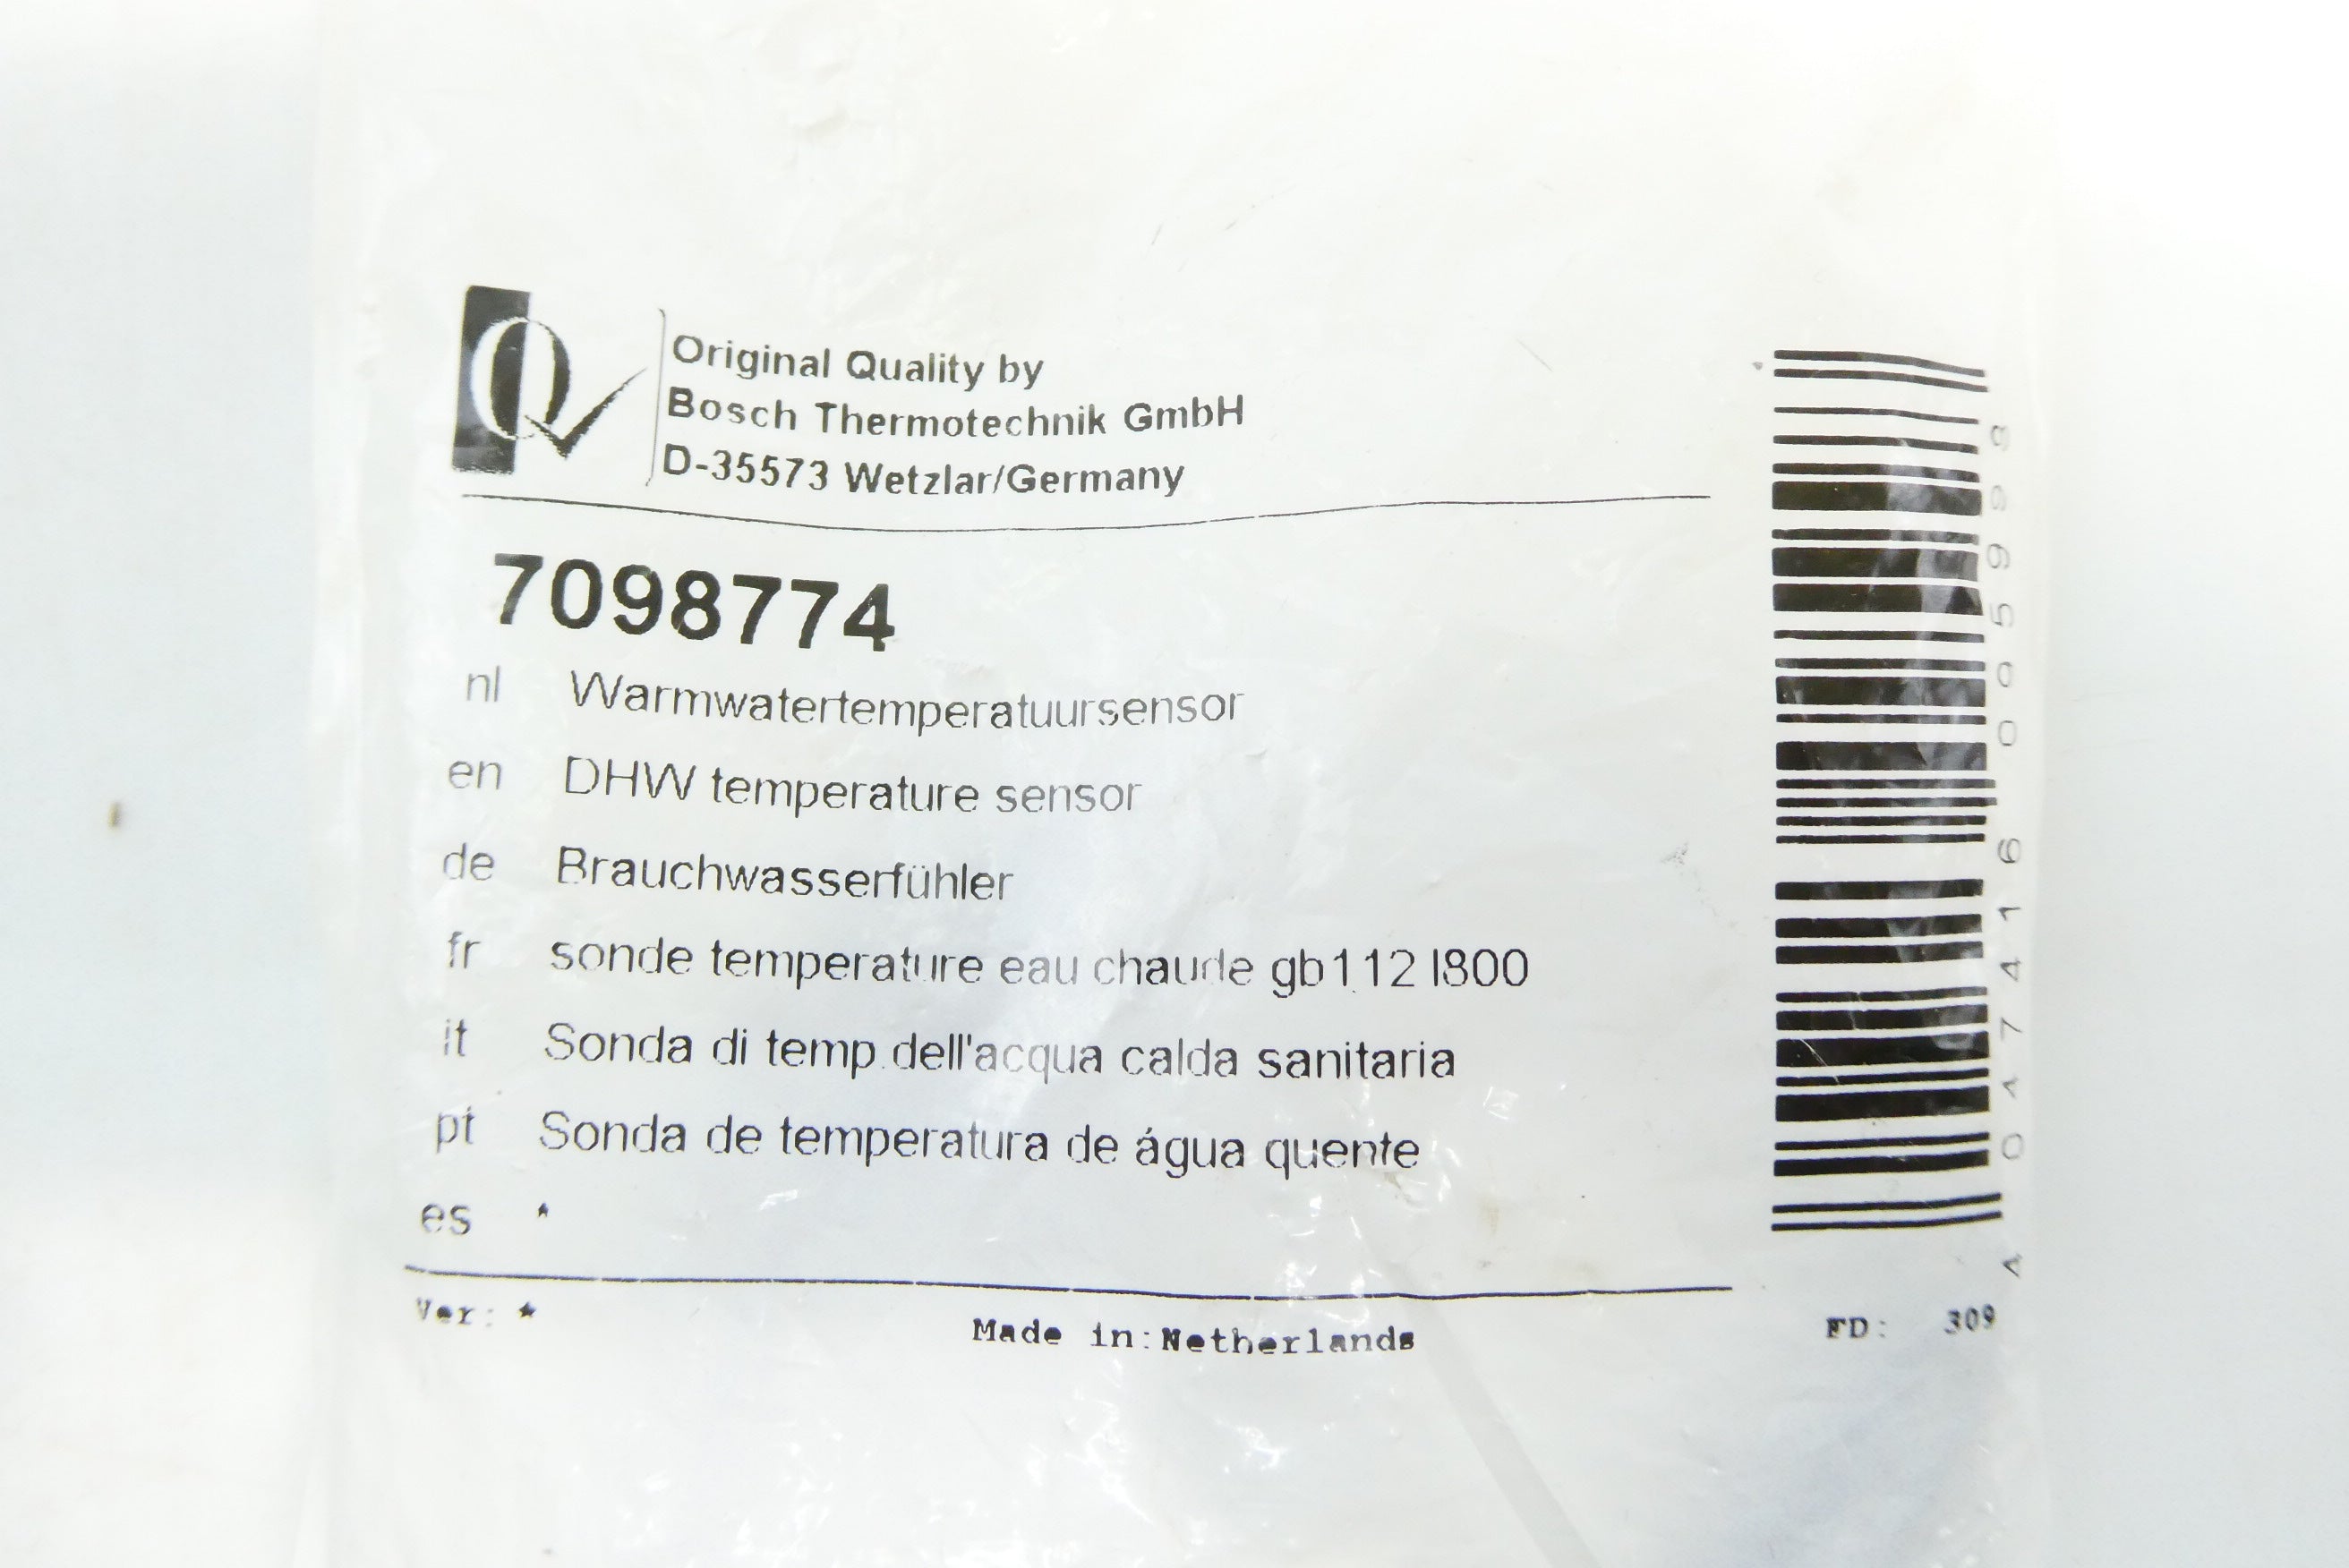 Original Quality by
Bosch Thermotechnik GmbH
D-35573 Wetzlar/Germany
7098774
nl Warmwatertemperatuursensor
en DHW temperature sensor
de Brauchwasserfühler
fr sonde temperature eau chaude gb112 l800
it Sonda di temp.dell'acqua calda sanitaria
pt Sonda de temperatura de água quente
es *
Ver: * Made in:Netherlands FD: 309